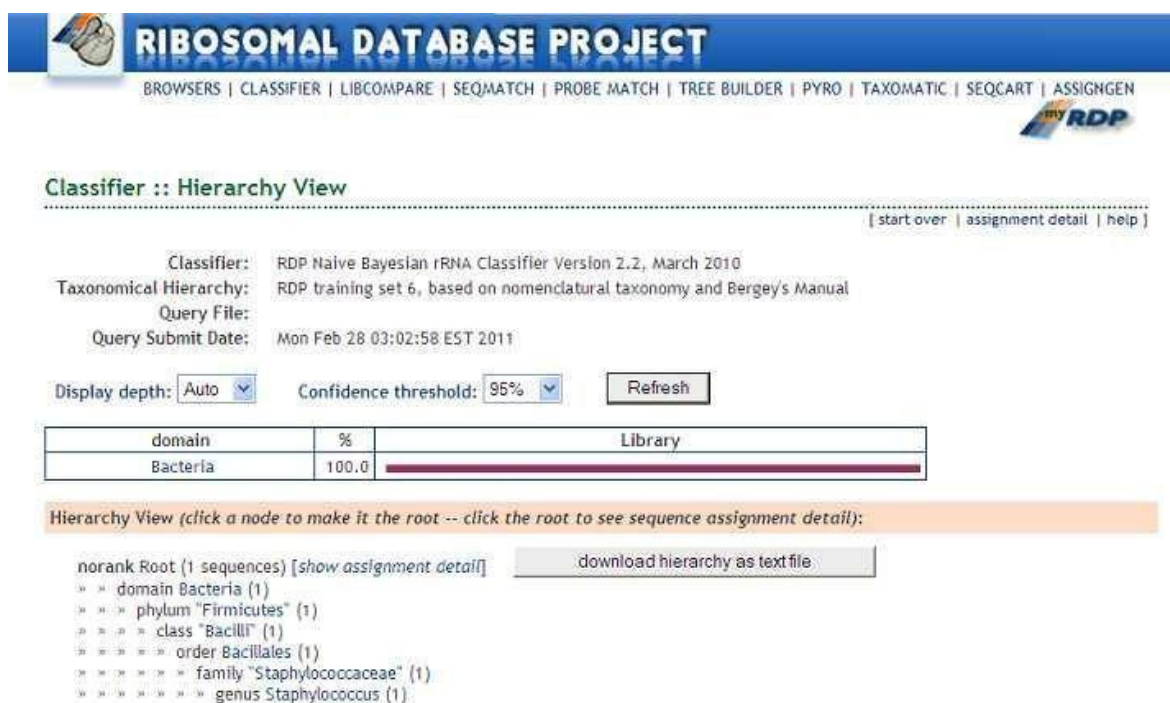 RIBOSOMAL DATABASE PROJECT
BROWSERS | CLASSIFIER | LIBCOMPARE | SEQMATCH | PROBE MATCH | TREE BUILDER | PYRO | TAXOMATIC | SEQCART | ASSIGNGEN
my RDP
Classifier :: Hierarchy View
[ start over | assignment detail | help ]
Classifier: RDP Naive Bayesian rRNA Classifier Version 2.2, March 2010
Taxonomical Hierarchy: RDP training set 6, based on nomenclatural taxonomy and Bergey's Manual
Query File:
Query Submit Date: Mon Feb 28 03:02:58 EST 2011
Display depth: Auto Confidence threshold: 95% Refresh
domain % Library
Bacteria 100.0
Hierarchy View (click a node to make it the root -- click the root to see sequence assignment detail):
norank Root (1 sequences) [show assignment detail] download hierarchy as text file
» » domain Bacteria (1)
» » » phylum "Firmicutes" (1)
» » » » class "Bacilli" (1)
» » » » » order Bacillales (1)
» » » » » » family "Staphylococcaceae" (1)
» » » » » » » genus Staphylococcus (1)